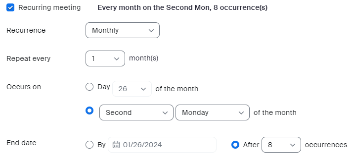 Recurring meeting Every month on the Second Mon, 8 occurrence(s)
Recurrence Monthly
Repeat every 1 month(s)
Occurs on Day 26 of the month
Second Monday of the month
End date By 01/26/2024 After 8 occurrences